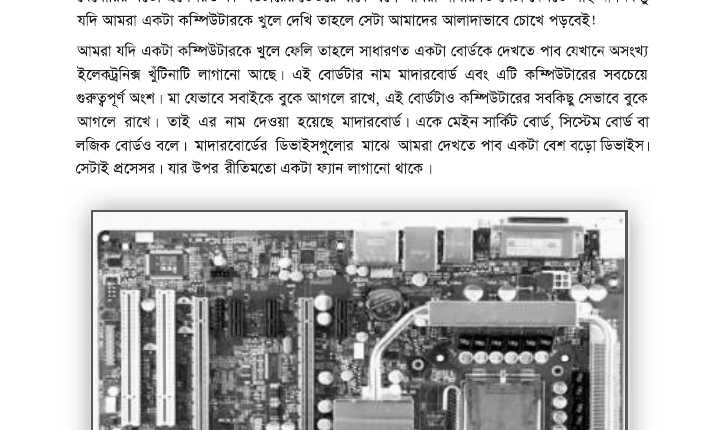 যদি আমরা একটা কম্পিউটারকে খুলে দেখি তাহলে সেটা আমাদের আলাদাভাবে চোখে পড়বেই!
আমরা যদি একটা কম্পিউটারকে খুলে ফেলি তাহলে সাধারণত একটা বোর্ডকে দেখতে পাব যেখানে অসংখ্য
ইলেকট্রনিক্স খুঁটিনাটি লাগানো আছে। এই বোর্ডটার নাম মাদারবোর্ড এবং এটি কম্পিউটারের সবচেয়ে
গুরুত্বপূর্ণ অংশ। মা যেভাবে সবাইকে বুকে আগলে রাখে, এই বোর্ডটাও কম্পিউটারের সবকিছু সেভাবে বুকে
আগলে রাখে। তাই এর নাম দেওয়া হয়েছে মাদারবোর্ড। একে মেইন সার্কিট বোর্ড, সিস্টেম বোর্ড বা
লজিক বোর্ডও বলে। মাদারবোর্ডের ডিভাইসগুলোর মাঝে আমরা দেখতে পাব একটা বেশ বড়ো ডিভাইস।
সেটাই প্রসেসর। যার উপর রীতিমতো একটা ফ্যান লাগানো থাকে।